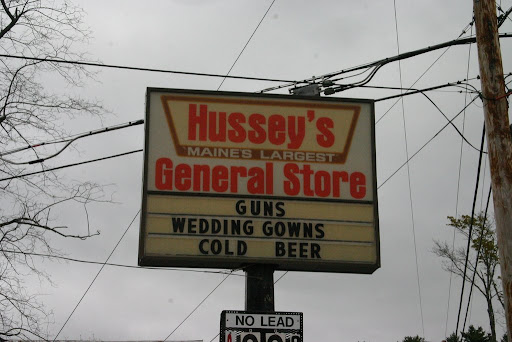 Hussey's
MAINE'S LARGEST
General Store
GUNS
WEDDING GOWNS
COLD BEER
NO LEAD